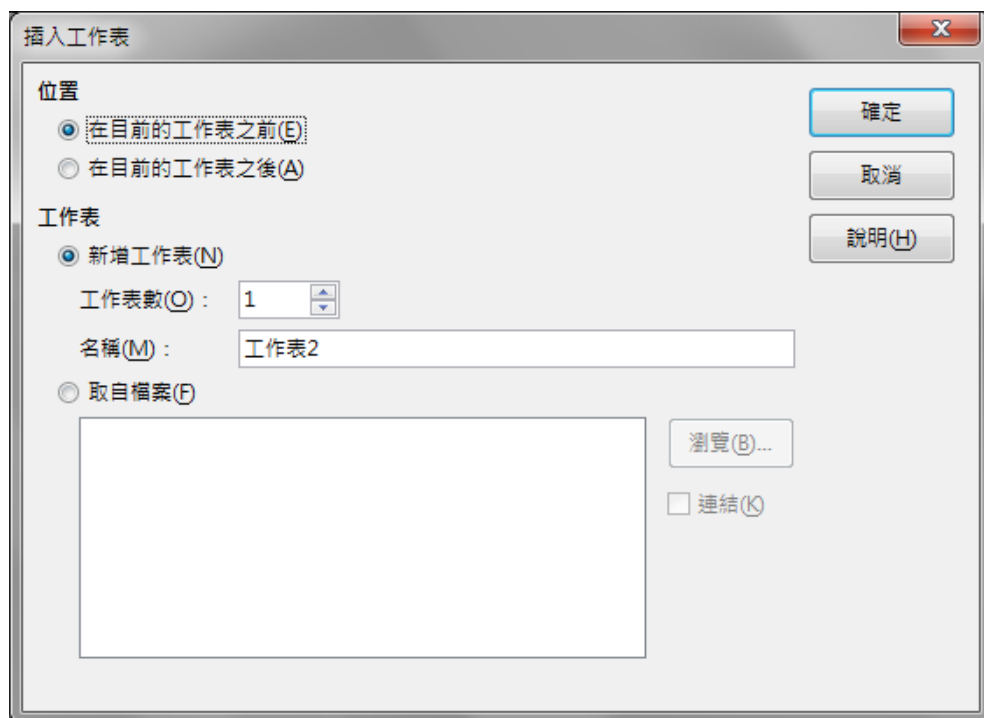 插入工作表
位置
在目前的工作表之前(E)
在目前的工作表之後(A)
工作表
新增工作表(N)
工作表數(O)：
1
名稱(M)：
工作表2
取自檔案(F)
瀏覽(B)...
連結(K)
確定
取消
說明(H)